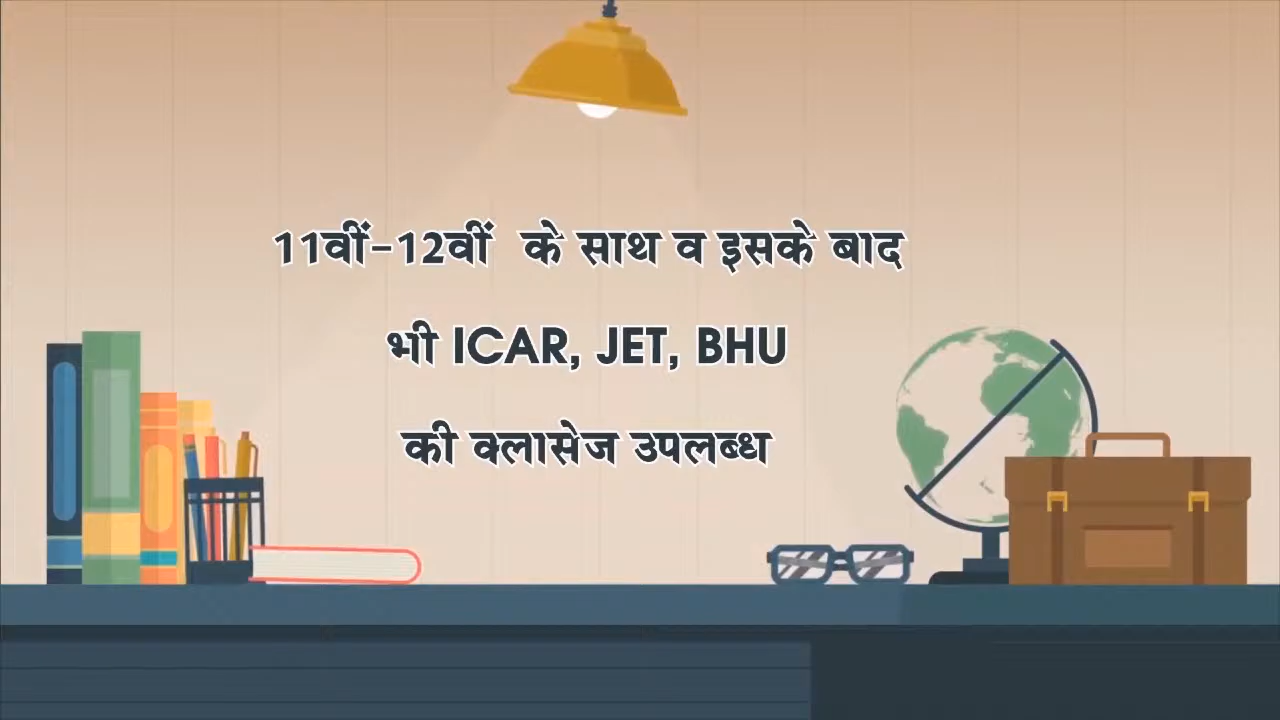 11वीं-12वीं के साथ व इसके बाद
भी ICAR, JET, BHU
की क्लासेज उपलब्ध